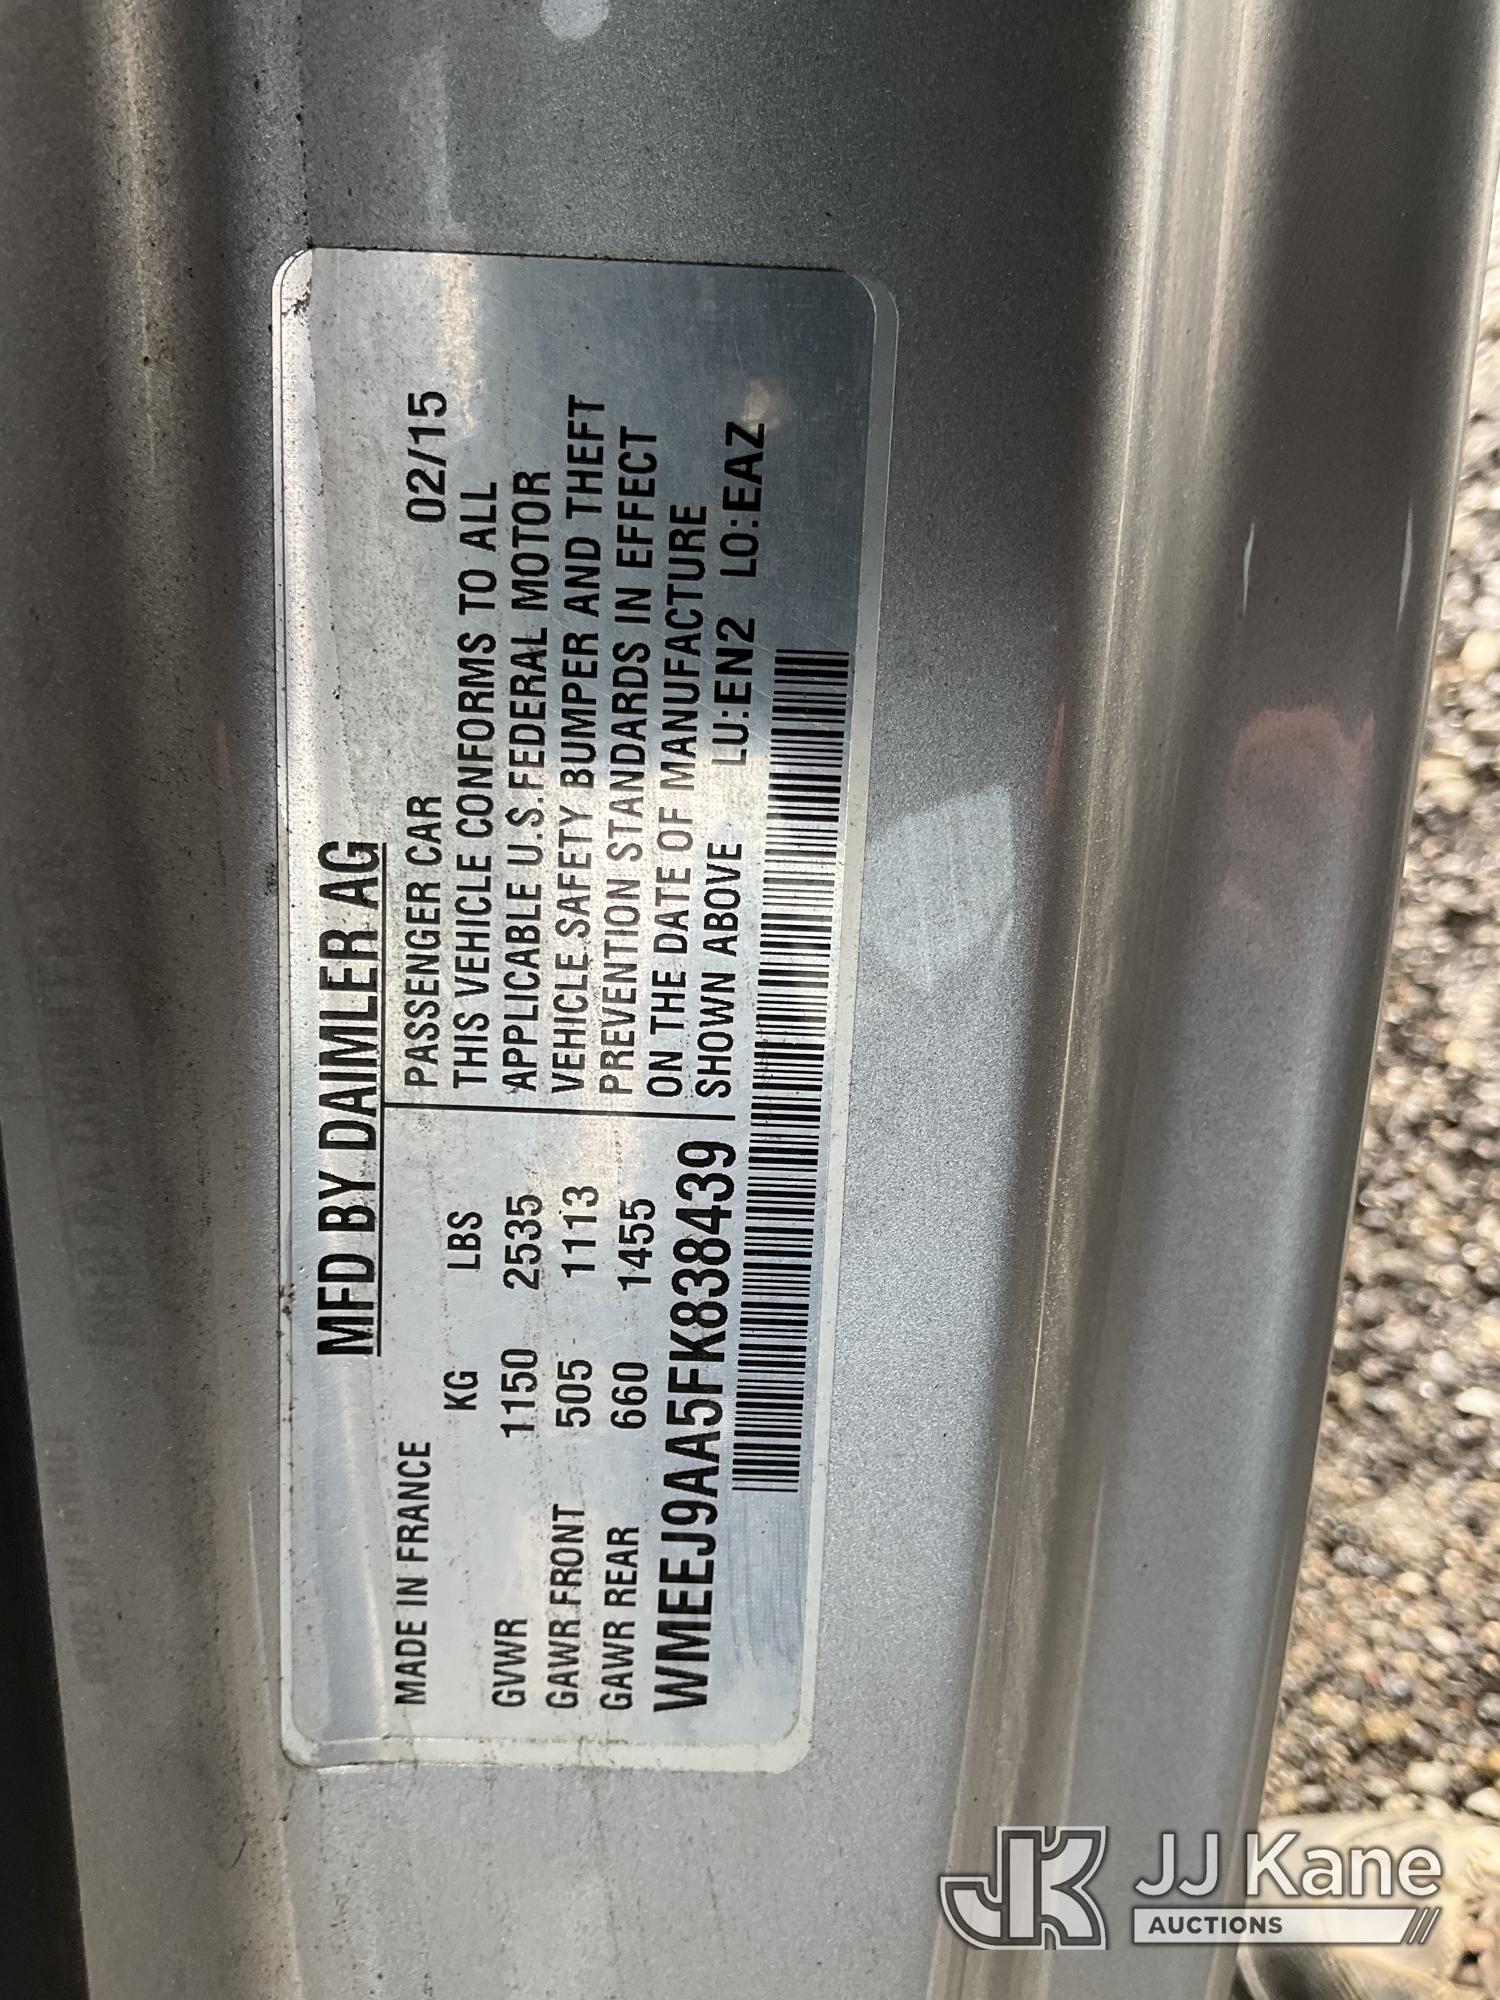 MFD BY DAIMLER AG
MADE IN FRANCE
KG LBS
GVWR 1150 2535
GAWR FRONT 505 1113
GAWR REAR 660 1455
WMEEJ9AA5FK838439
PASSENGER CAR 02/15
THIS VEHICLE CONFORMS TO ALL
APPLICABLE U.S.FEDERAL MOTOR
VEHICLE SAFETY BUMPER AND THEFT
PREVENTION STANDARDS IN EFFECT
ON THE DATE OF MANUFACTURE
SHOWN ABOVE LU:EN2 LO:EAZ
JK
JJ Kane
AUCTIONS